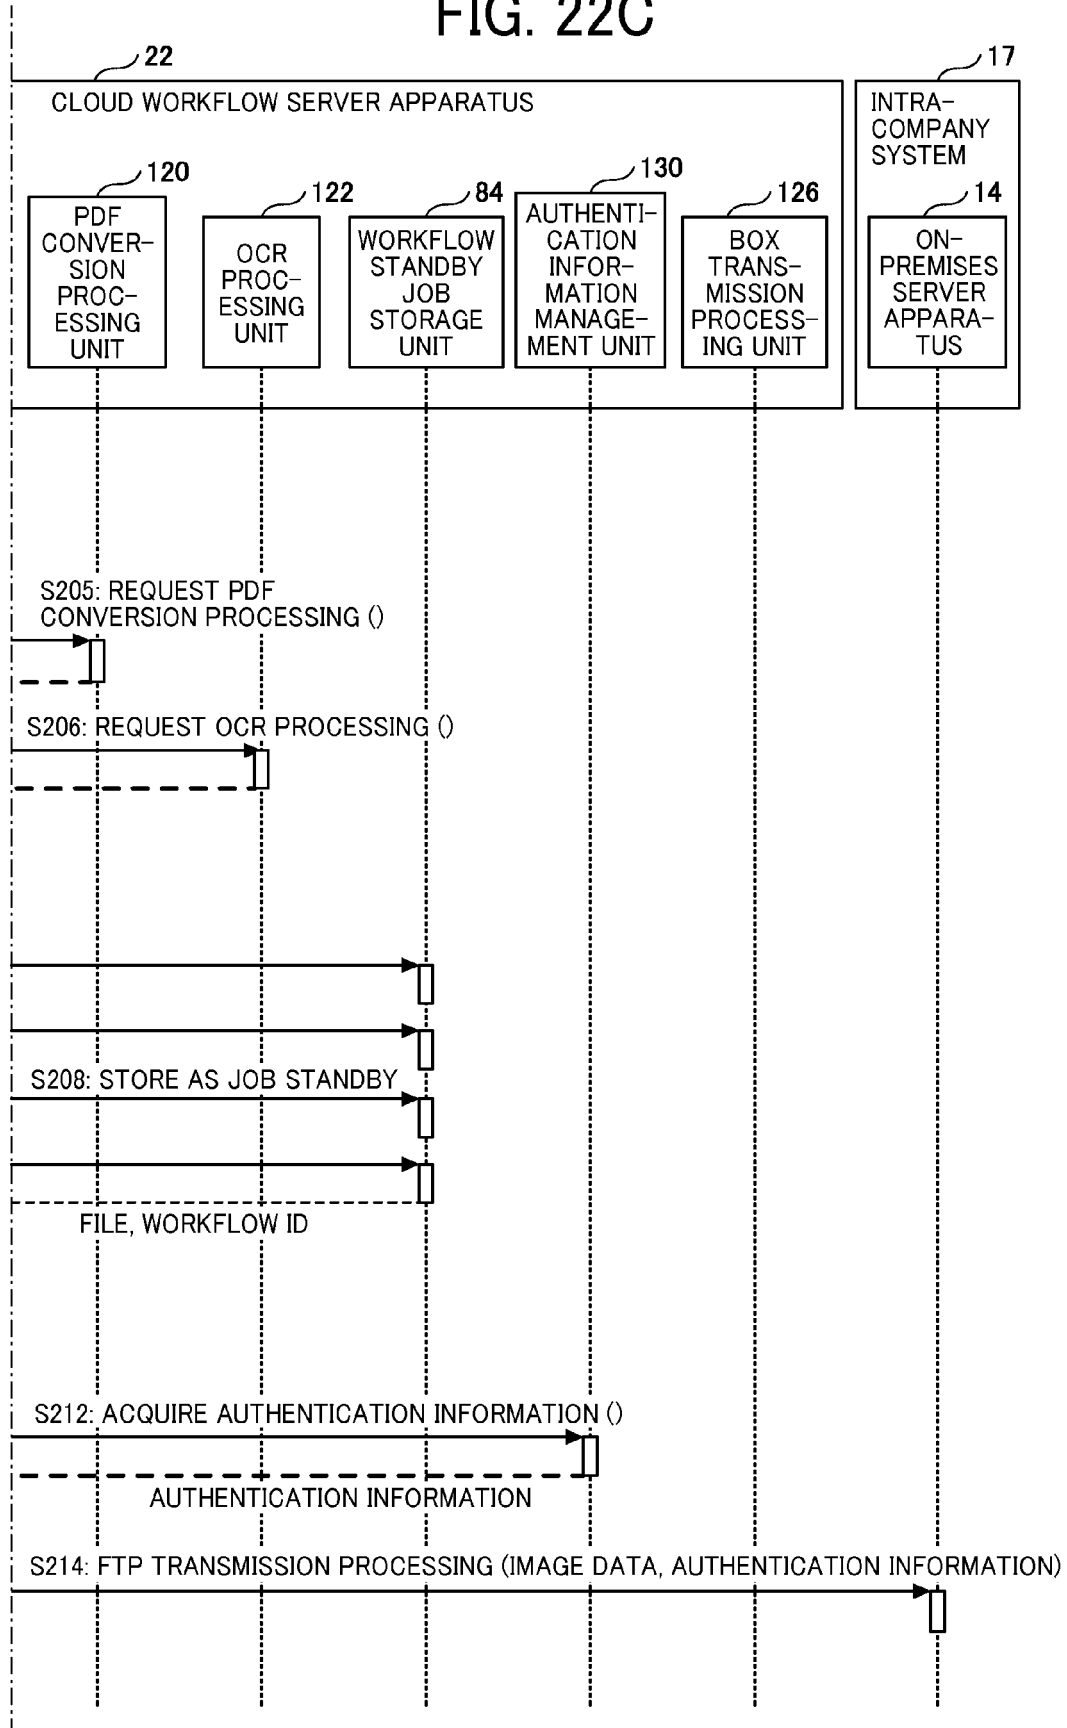 FIG. 22C
22
17
CLOUD WORKFLOW SERVER APPARATUS
INTRA-
COMPANY
SYSTEM
120
122
84
130
126
14
PDF
CONVER-
SION
PROC-
ESSING
UNIT
OCR
PROC-
ESSING
UNIT
WORKFLOW
STANDBY
JOB
STORAGE
UNIT
AUTHENTI-
CATION
INFOR-
MATION
MANAGE-
MENT UNIT
BOX
TRANS-
MISSION
PROCESS-
ING UNIT
ON-
PREMISES
SERVER
APPARA-
TUS
S205: REQUEST PDF
CONVERSION PROCESSING ()
S206: REQUEST OCR PROCESSING ()
S208: STORE AS JOB STANDBY
FILE, WORKFLOW ID
S212: ACQUIRE AUTHENTICATION INFORMATION ()
AUTHENTICATION INFORMATION
S214: FTP TRANSMISSION PROCESSING (IMAGE DATA, AUTHENTICATION INFORMATION)